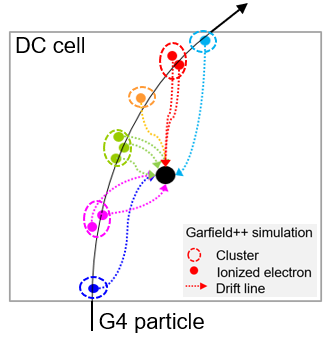 DC cell
Garfield++ simulation
Cluster
Ionized electron
Drift line
G4 particle